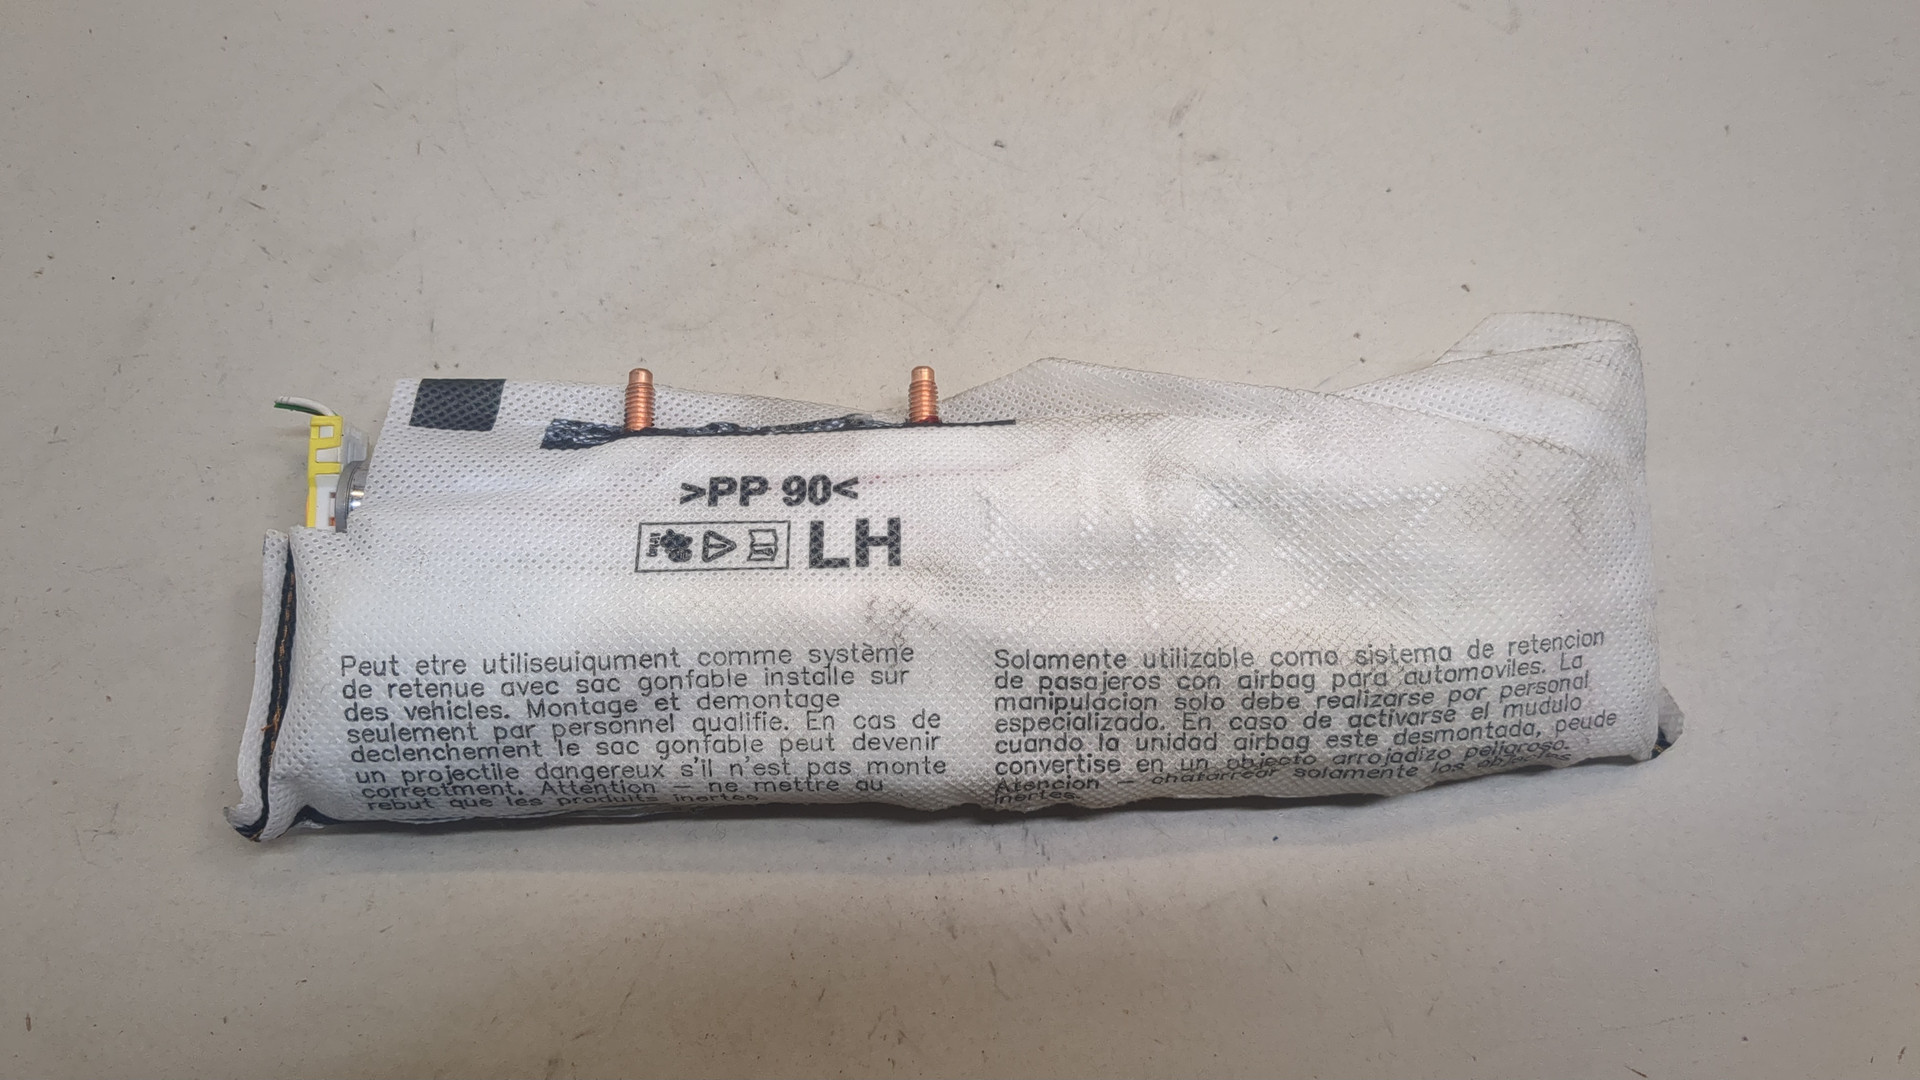 >PP 90<
LH
Peut etre utiliseuiqument comme système
de retenue avec sac gonfable installe sur
des vehicles. Montage et demontage
seulement par personnel qualifie. En cas de
declenchement le sac gonfable peut devenir
un projectile dangereux s'il n'est pas monte
correctment. Attention – ne mettre au
rebut que les produits inertes.
Solamente utilizable como sistema de retencion
de pasajeros con airbag para automoviles. La
manipulacion solo debe realizarse por personal
especializado. En caso de activarse el mudulo
cuando la unidad airbag este desmontada, peude
convertise en un objecto arrojadizo peligroso.
Atencion – chatarrear solamente los objectes
inertes.